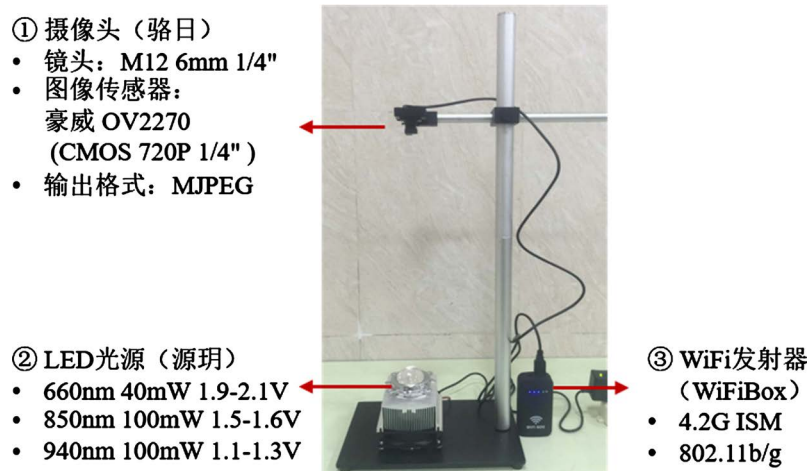 ① 摄像头（骆日）
• 镜头：M12 6mm 1/4"
• 图像传感器：
豪威 OV2270
(CMOS 720P 1/4" )
• 输出格式：MJPEG
② LED光源（源玥）
• 660nm 40mW 1.9-2.1V
• 850nm 100mW 1.5-1.6V
• 940nm 100mW 1.1-1.3V
③ WiFi发射器
（WiFiBox）
• 4.2G ISM
• 802.11b/g